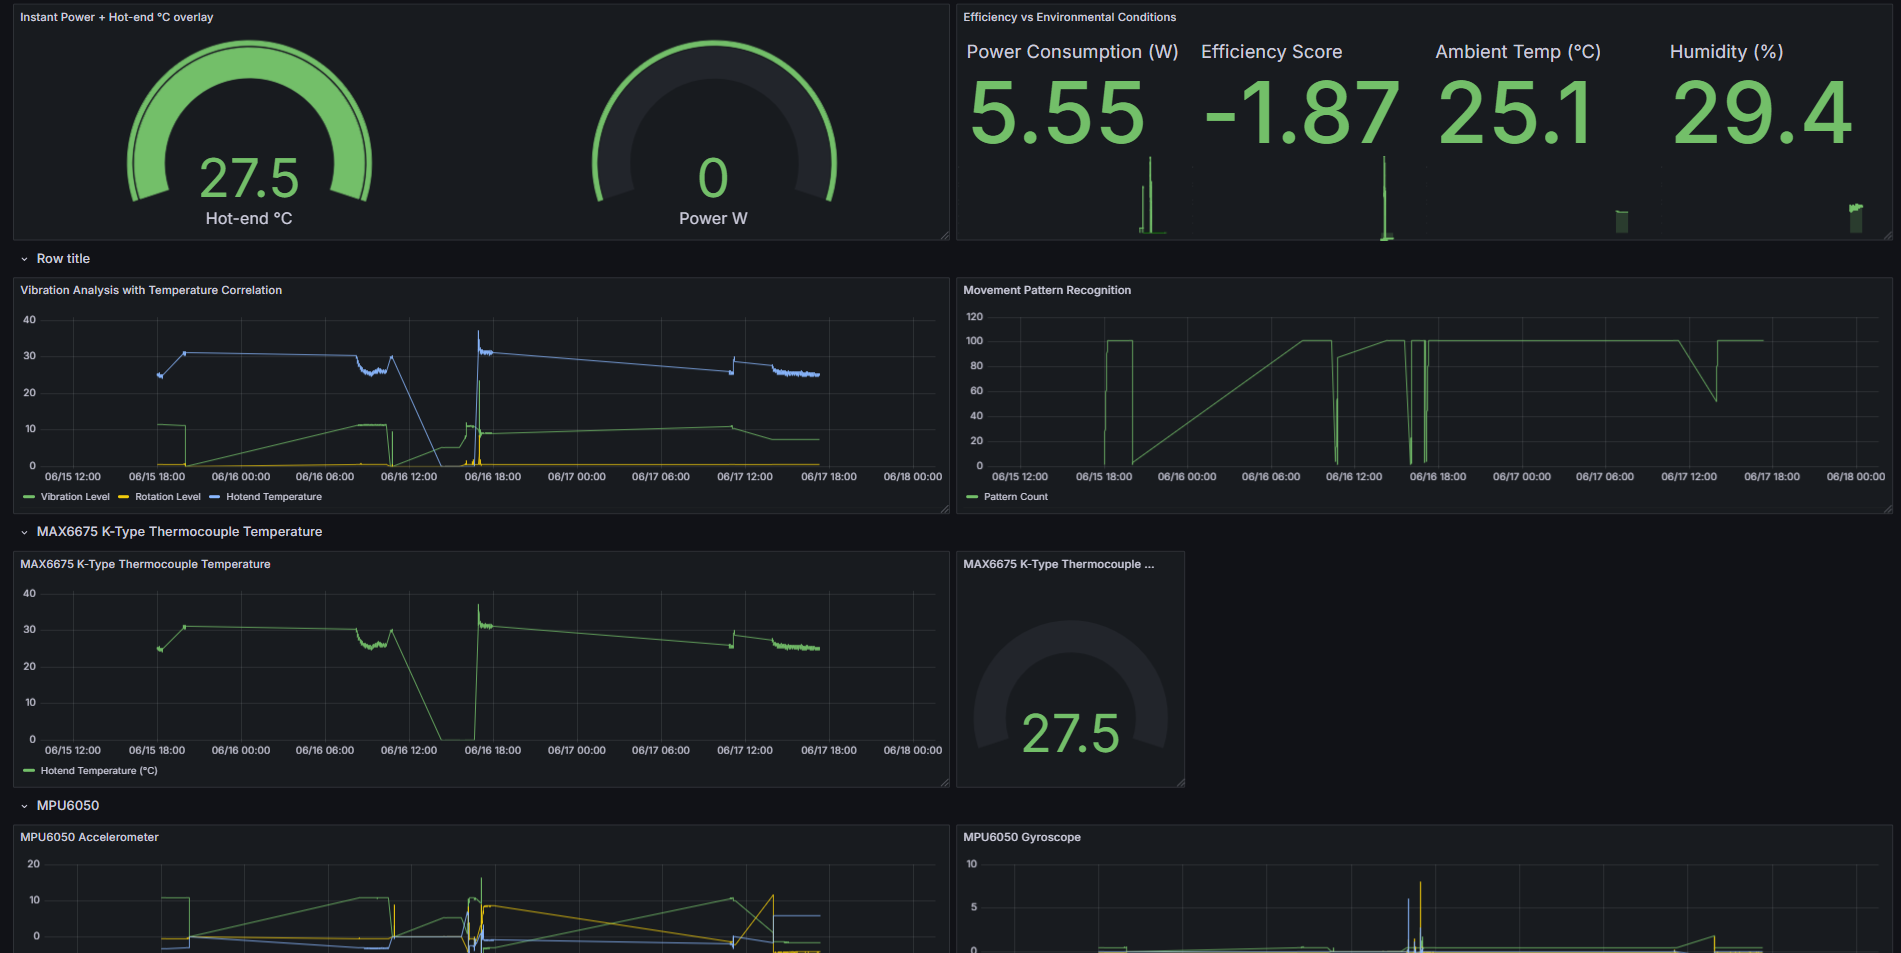 Instant Power + Hot-end °C overlay
27.5
Hot-end °C
0
Power W
Efficiency vs Environmental Conditions
Power Consumption (W) Efficiency Score Ambient Temp (°C) Humidity (%)
5.55 -1.87 25.1 29.4
Row title
Vibration Analysis with Temperature Correlation
40
30
20
10
0
06/15 12:00 06/15 18:00 06/16 00:00 06/16 06:00 06/16 12:00 06/16 18:00 06/17 00:00 06/17 06:00 06/17 12:00 06/17 18:00 06/18 00:00
Vibration Level Rotation Level Hotend Temperature
Movement Pattern Recognition
120
100
80
60
40
20
0
06/15 12:00 06/15 18:00 06/16 00:00 06/16 06:00 06/16 12:00 06/16 18:00 06/17 00:00 06/17 06:00 06/17 12:00 06/17 18:00 06/18 00:00
Pattern Count
MAX6675 K-Type Thermocouple Temperature
MAX6675 K-Type Thermocouple Temperature
40
30
20
10
0
06/15 12:00 06/15 18:00 06/16 00:00 06/16 06:00 06/16 12:00 06/16 18:00 06/17 00:00 06/17 06:00 06/17 12:00 06/17 18:00 06/18 00:00
Hotend Temperature (°C)
MAX6675 K-Type Thermocouple ...
27.5
MPU6050
MPU6050 Accelerometer
20
10
0
MPU6050 Gyroscope
10
5
0